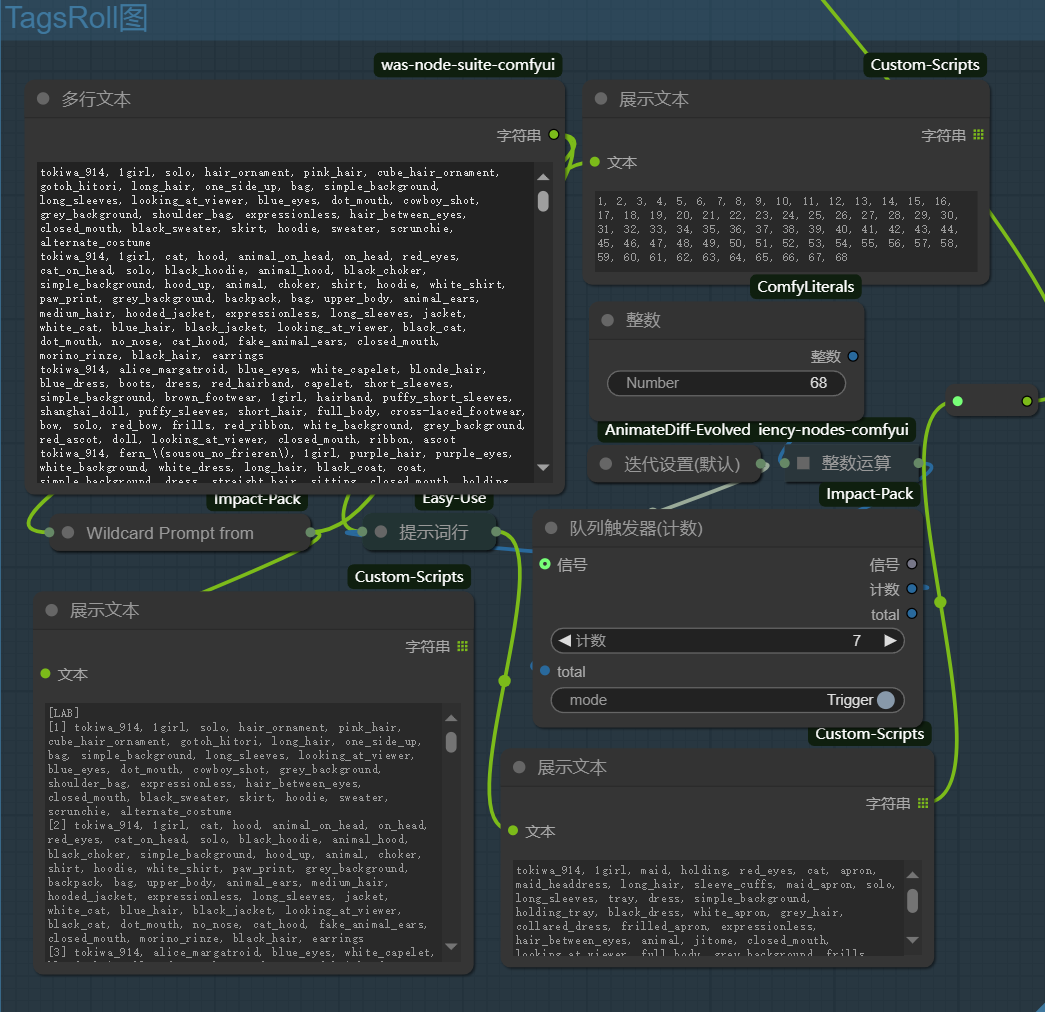 TagsRoll图
was-node-suite-comfyui
多行文本
字符串
tokiwa_914, 1girl, solo, hair_ornament, pink_hair, cube_hair_ornament,
gotoh_hitori, long_hair, one_side_up, bag, simple_background,
long_sleeves, looking_at_viewer, blue_eyes, dot_mouth, cowboy_shot,
grey_background, shoulder_bag, expressionless, hair_between_eyes,
closed_mouth, black_sweater, skirt, hoodie, sweater, scrunchie,
alternate_costume
tokiwa_914, 1girl, cat, hood, animal_on_head, on_head, red_eyes,
cat_on_head, solo, black_hoodie, animal_hood, black_choker,
simple_background, hood_up, animal, choker, shirt, hoodie, white_shirt,
paw_print, grey_background, backpack, bag, upper_body, animal_ears,
medium_hair, hooded_jacket, expressionless, long_sleeves, jacket,
white_cat, blue_hair, black_jacket, looking_at_viewer, black_cat,
dot_mouth, no_nose, cat_hood, fake_animal_ears, closed_mouth,
morino_rinze, black_hair, earrings
tokiwa_914, alice_margatroid, blue_eyes, white_capelet, blonde_hair,
blue_dress, boots, dress, red_hairband, capelet, short_sleeves,
simple_background, brown_footwear, 1girl, hairband, puffy_short_sleeves,
shanghai_doll, puffy_sleeves, short_hair, full_body, cross-laced_footwear,
bow, solo, red_bow, frills, red_ribbon, white_background, grey_background,
red_ascot, doll, looking_at_viewer, closed_mouth, ribbon, ascot
tokiwa_914, fern_\(sousou_no_frieren\), 1girl, purple_hair, purple_eyes,
white_background, white_dress, long_hair, black_coat, coat,
simple_background, dress, straight_hair, sitting, closed_mouth, holding,
Custom-Scripts
展示文本
字符串
文本
1, 2, 3, 4, 5, 6, 7, 8, 9, 10, 11, 12, 13, 14, 15, 16,
17, 18, 19, 20, 21, 22, 23, 24, 25, 26, 27, 28, 29, 30,
31, 32, 33, 34, 35, 36, 37, 38, 39, 40, 41, 42, 43, 44,
45, 46, 47, 48, 49, 50, 51, 52, 53, 54, 55, 56, 57, 58,
59, 60, 61, 62, 63, 64, 65, 66, 67, 68
ComfyLiterals
整数
整数
Number 68
AnimateDiff-Evolved iency-nodes-comfyui
迭代设置(默认)
整数运算
Impact-Pack
Wildcard Prompt from
Easy-Use
提示词行
Impact-Pack
队列触发器(计数)
信号
信号
计数
total
计数 7
total
mode Trigger
Custom-Scripts
展示文本
字符串
文本
[LAB]
[1] tokiwa_914, 1girl, solo, hair_ornament, pink_hair,
cube_hair_ornament, gotoh_hitori, long_hair, one_side_up,
bag, simple_background, long_sleeves, looking_at_viewer,
blue_eyes, dot_mouth, cowboy_shot, grey_background,
shoulder_bag, expressionless, hair_between_eyes,
closed_mouth, black_sweater, skirt, hoodie, sweater,
scrunchie, alternate_costume
[2] tokiwa_914, 1girl, cat, hood, animal_on_head, on_head,
red_eyes, cat_on_head, solo, black_hoodie, animal_hood,
black_choker, simple_background, hood_up, animal, choker,
shirt, hoodie, white_shirt, paw_print, grey_background,
backpack, bag, upper_body, animal_ears, medium_hair,
hooded_jacket, expressionless, long_sleeves, jacket,
white_cat, blue_hair, black_jacket, looking_at_viewer,
black_cat, dot_mouth, no_nose, cat_hood, fake_animal_ears,
closed_mouth, morino_rinze, black_hair, earrings
[3] tokiwa_914, alice_margatroid, blue_eyes, white_capelet,
Custom-Scripts
展示文本
字符串
文本
tokiwa_914, 1girl, maid, holding, red_eyes, cat, apron,
maid_headdress, long_hair, sleeve_cuffs, maid_apron, solo,
long_sleeves, tray, dress, simple_background,
holding_tray, black_dress, white_apron, grey_hair,
collared_dress, frilled_apron, expressionless,
hair_between_eyes, animal, jitome, closed_mouth,
looking_at_viewer, full_body, grey_background, frills,